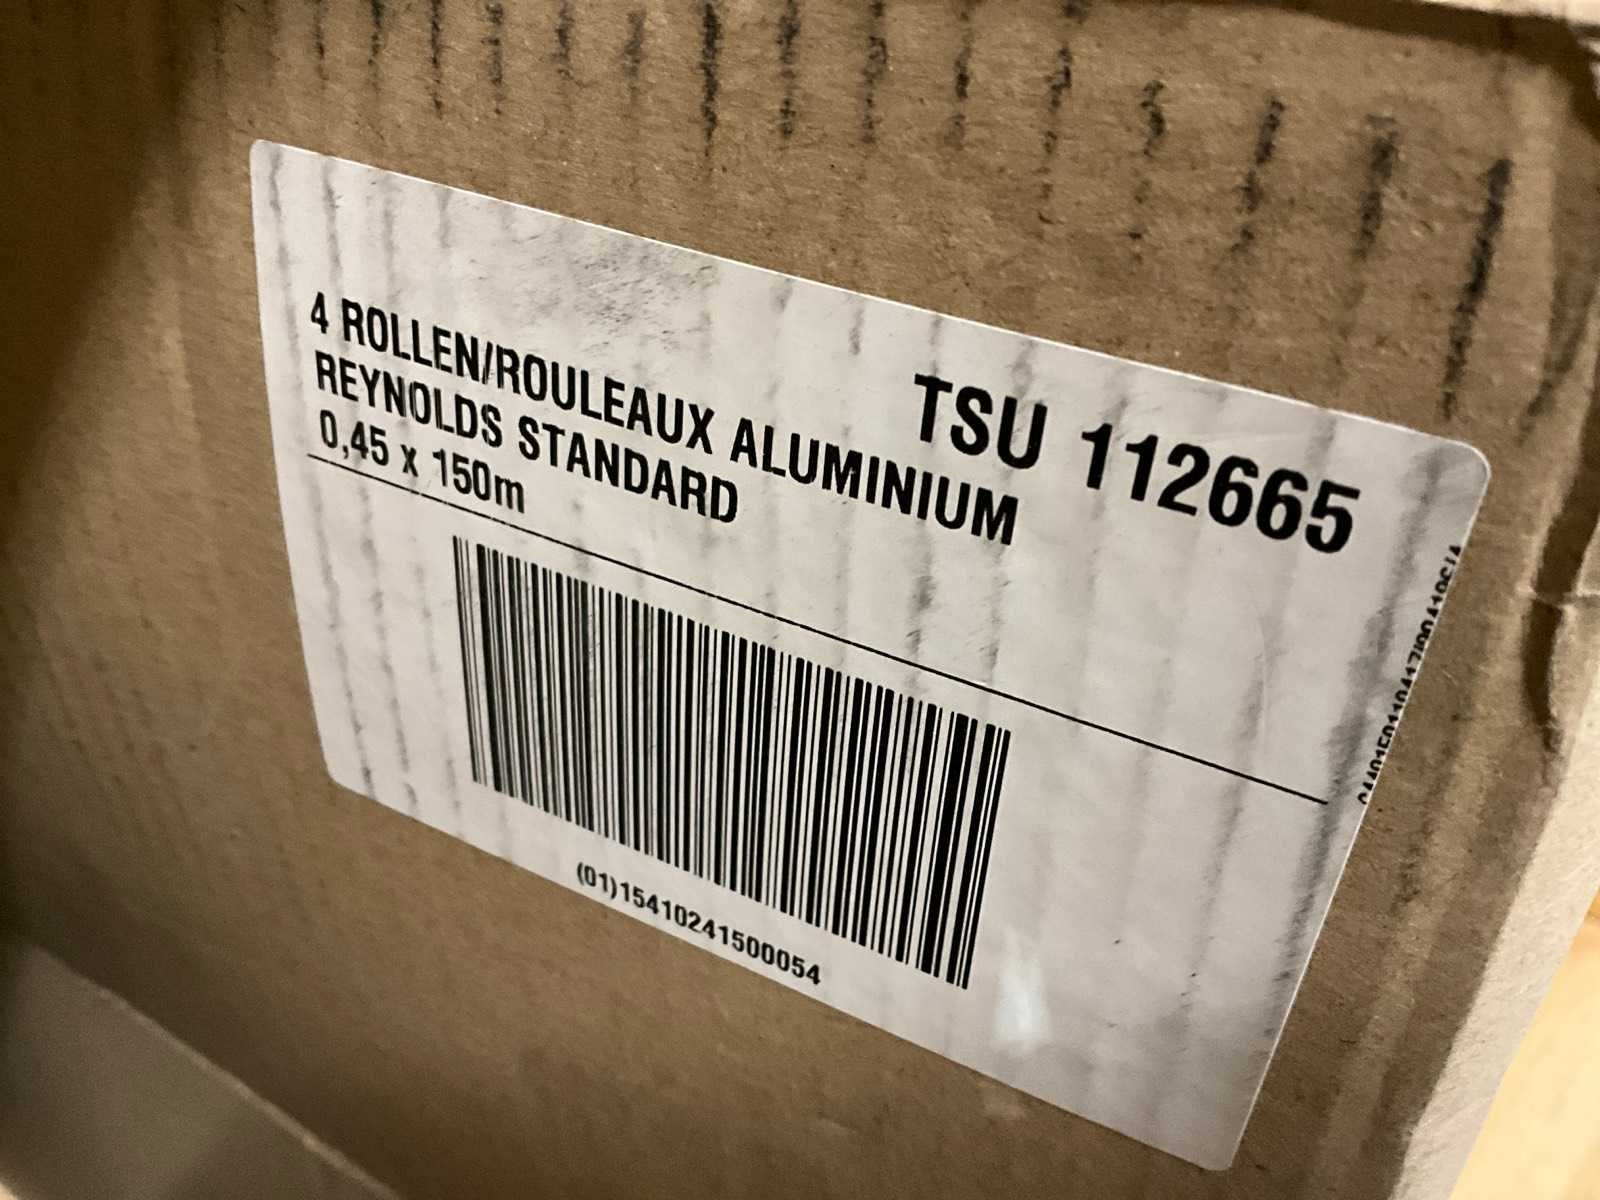 TSU 112665
4 ROLLEN/ROULEAUX ALUMINIUM
REYNOLDS STANDARD
0,45 x 150m
(01)15410241500054